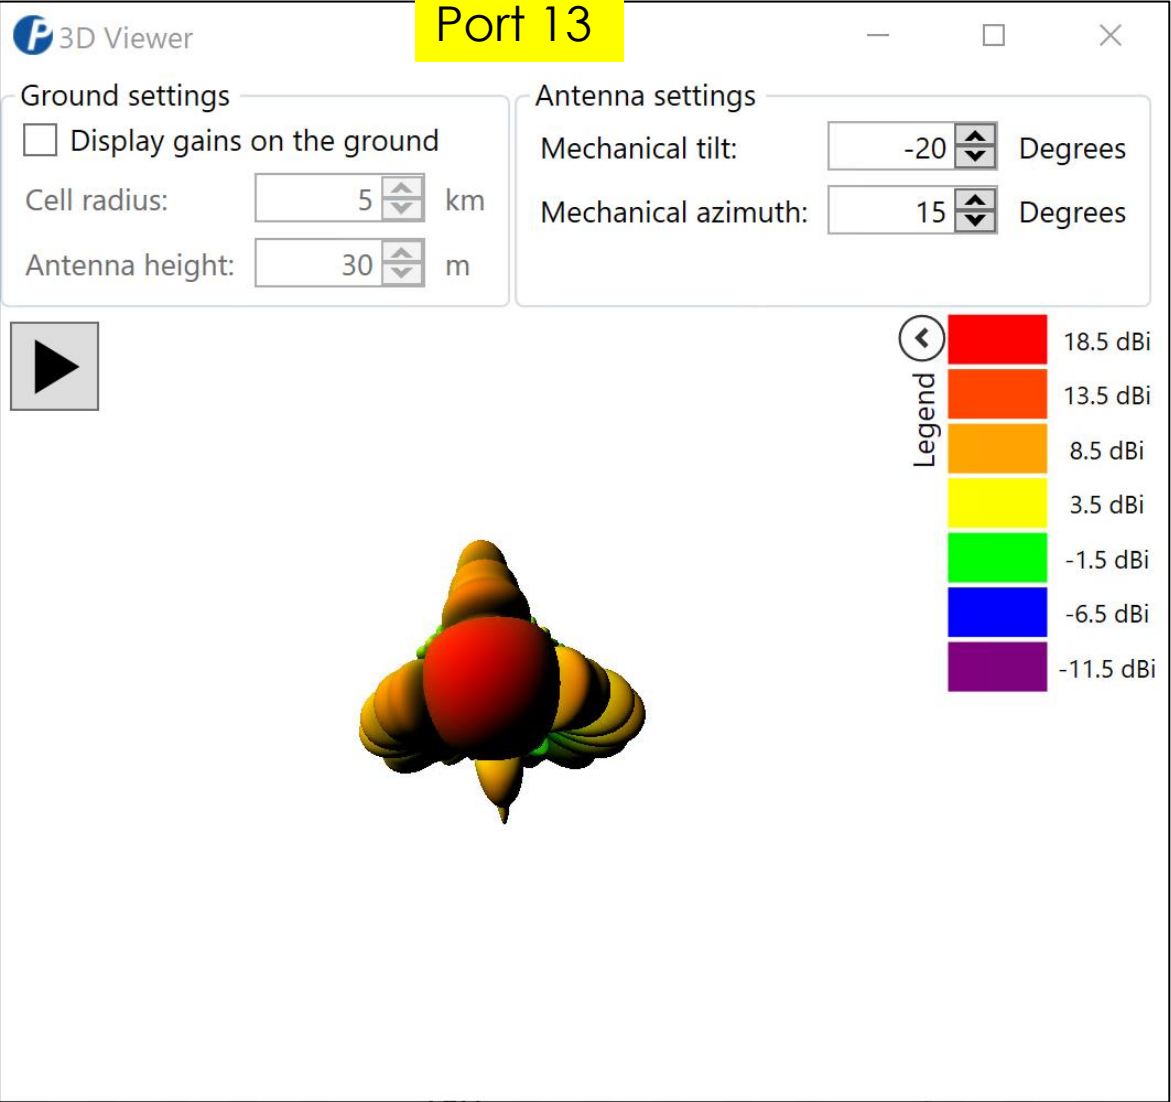 Port 13
3D Viewer
Ground settings
Display gains on the ground
Cell radius: 5 km
Antenna height: 30 m
Antenna settings
Mechanical tilt: -20 Degrees
Mechanical azimuth: 15 Degrees
Legend
18.5 dBi
13.5 dBi
8.5 dBi
3.5 dBi
-1.5 dBi
-6.5 dBi
-11.5 dBi